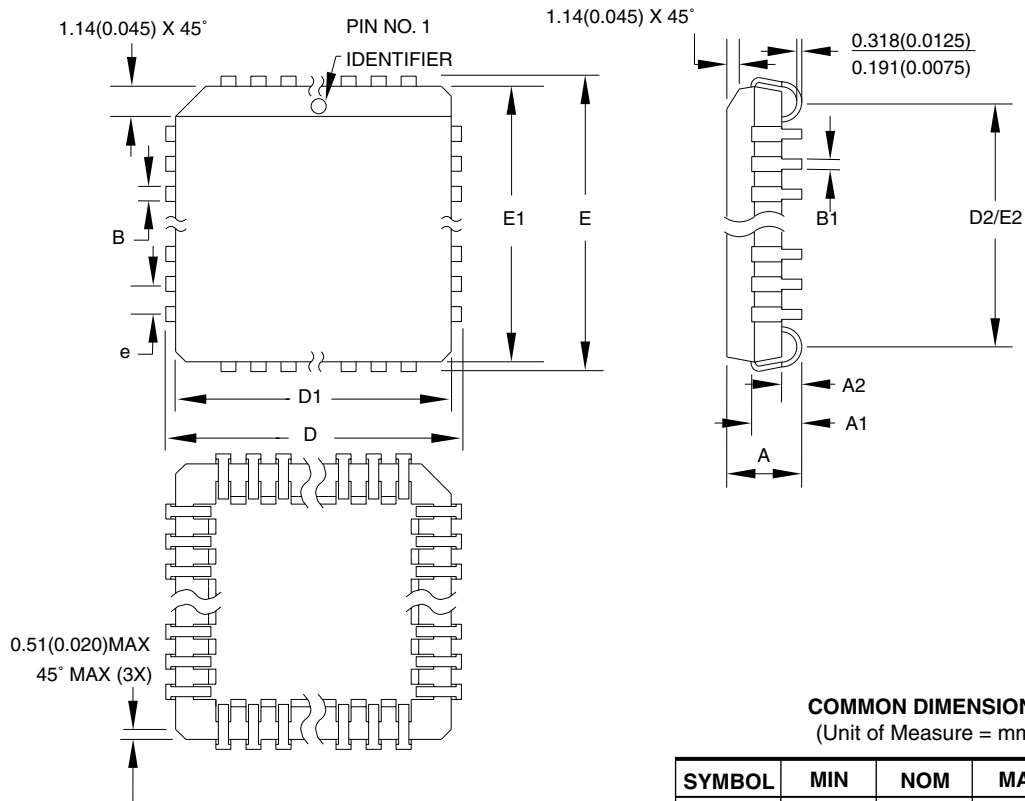 1.14(0.045) X 45˚
PIN NO. 1
IDENTIFIER
1.14(0.045) X 45˚
0.318(0.0125)
0.191(0.0075)
B
e
E1
E
B1
D2/E2
D1
D
A2
A1
A
0.51(0.020)MAX
45˚ MAX (3X)
COMMON DIMENSION
(Unit of Measure = mm
SYMBOL MIN NOM MA